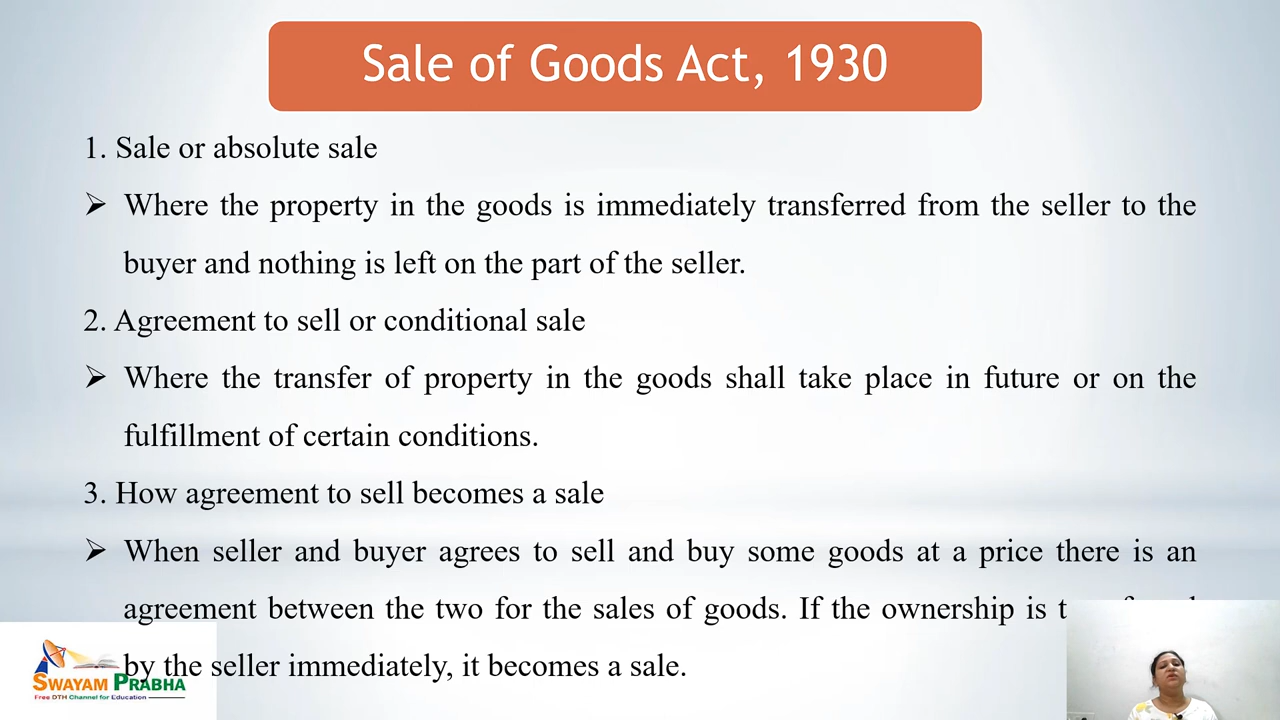 Sale of Goods Act, 1930
1. Sale or absolute sale
➢ Where the property in the goods is immediately transferred from the seller to the
buyer and nothing is left on the part of the seller.
2. Agreement to sell or conditional sale
➢ Where the transfer of property in the goods shall take place in future or on the
fulfillment of certain conditions.
3. How agreement to sell becomes a sale
➢ When seller and buyer agrees to sell and buy some goods at a price there is an
agreement between the two for the sales of goods. If the ownership is
by the seller immediately, it becomes a sale.
SWAYAM PRABHA
Free DTH Channel for Education